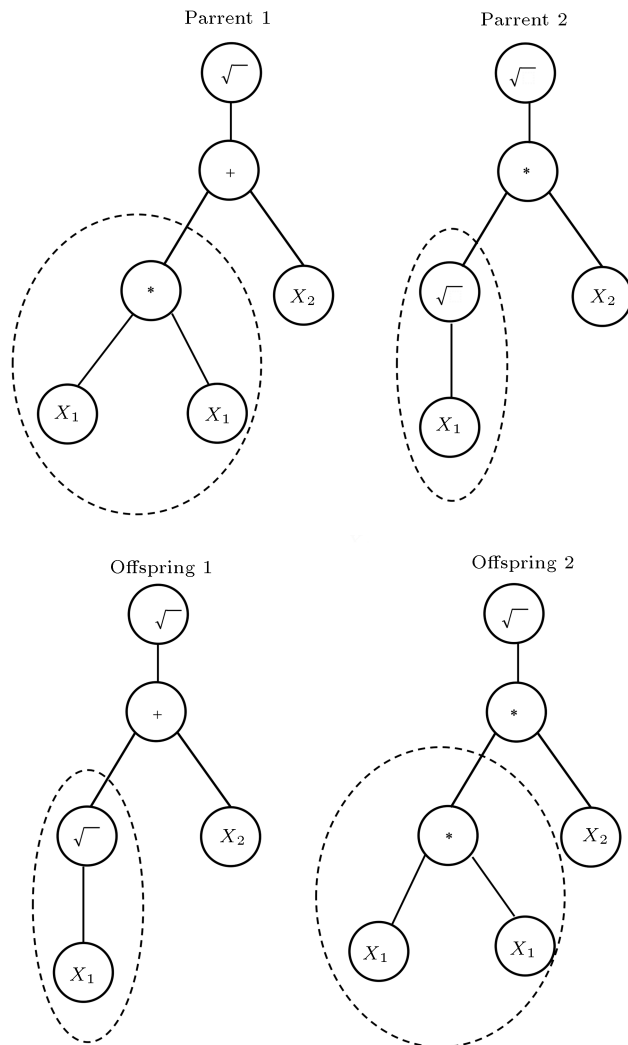 Parrent 1
Parrent 2
√
√
+
*
*
X₂
√
X₂
X₁
X₁
X₁
Offspring 1
Offspring 2
√
√
+
*
√
X₂
*
X₂
X₁
X₁
X₁